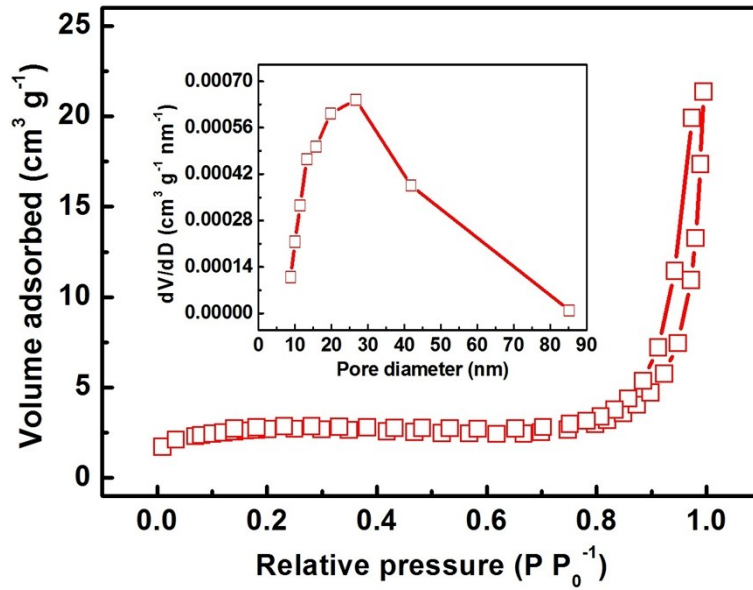 25
20
15
10
5
0
Volume adsorbed (cm³ g⁻¹)
0.0 0.2 0.4 0.6 0.8 1.0
Relative pressure (P P₀⁻¹)
0.00070
0.00056
0.00042
0.00028
0.00014
0.00000
dV/dD (cm³ g⁻¹ nm⁻¹)
0 10 20 30 40 50 60 70 80 90
Pore diameter (nm)